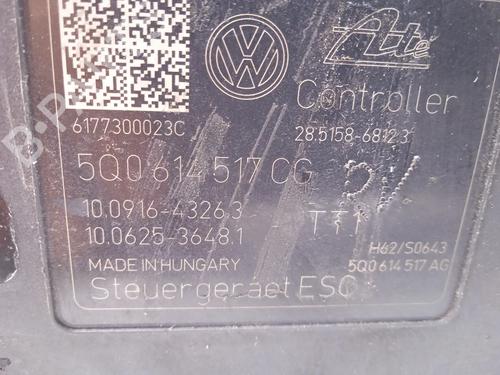 VW Ate
Controller
6177300023C 28.5158-6812.3
5Q0 614 517 CG
10.0916-4326.3
10.0625-3648.1 T11 H62/S0643
MADE IN HUNGARY 5Q0 614 517 AG
Steuergeraet ESC